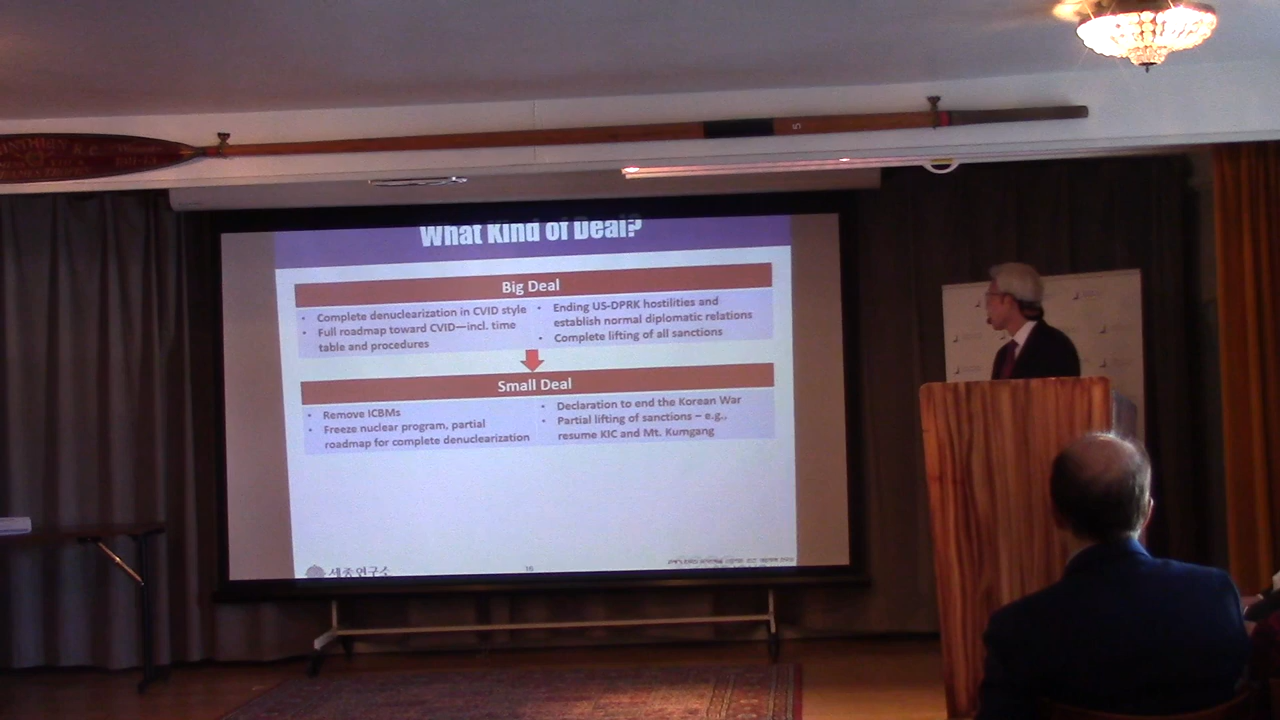 What Kind of Deal?
Big Deal
• Complete denuclearization in CVID style
• Full roadmap toward CVID—incl. time
table and procedures
• Ending US-DPRK hostilities and
establish normal diplomatic relations
• Complete lifting of all sanctions
Small Deal
• Remove ICBMs
• Freeze nuclear program, partial
roadmap for complete denuclearization
• Declaration to end the Korean War
• Partial lifting of sanctions – e.g.,
resume KIC and Mt. Kumgang
세종연구소
16
5